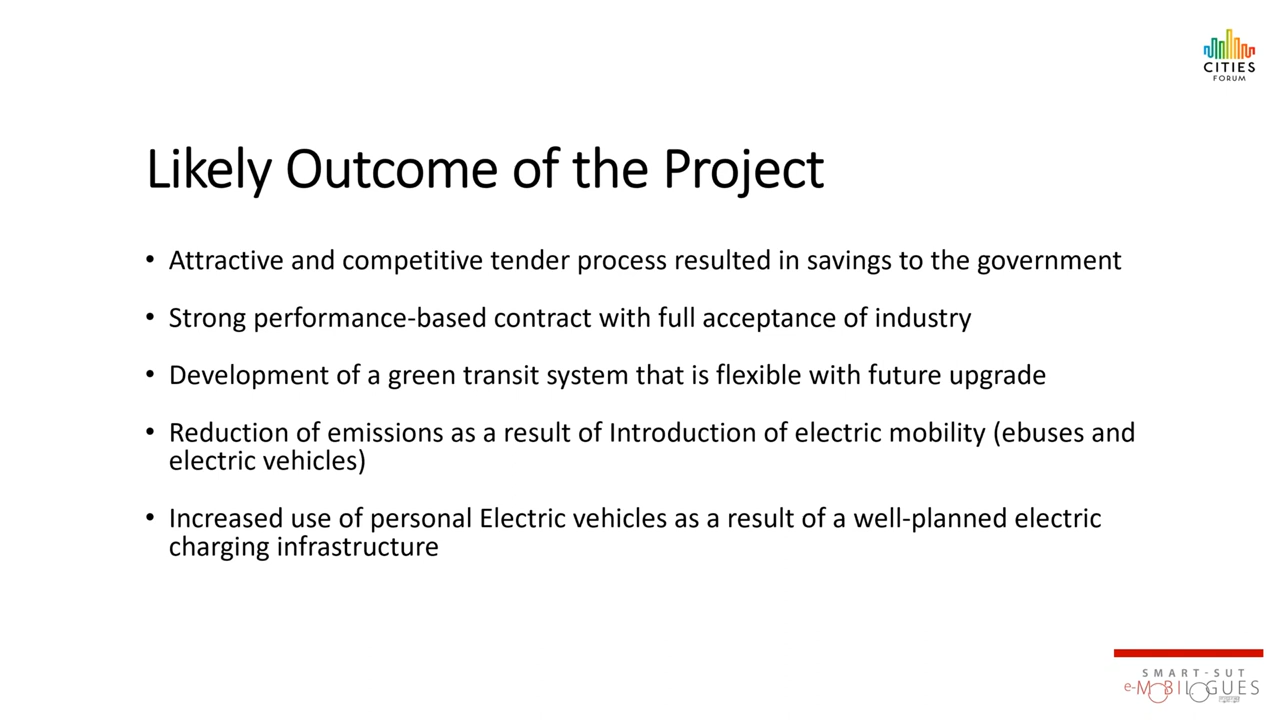 CITIES
FORUM
Likely Outcome of the Project
• Attractive and competitive tender process resulted in savings to the government
• Strong performance-based contract with full acceptance of industry
• Development of a green transit system that is flexible with future upgrade
• Reduction of emissions as a result of Introduction of electric mobility (ebuses and
electric vehicles)
• Increased use of personal Electric vehicles as a result of a well-planned electric
charging infrastructure
SMART-SUT
e-MOBILOGUES